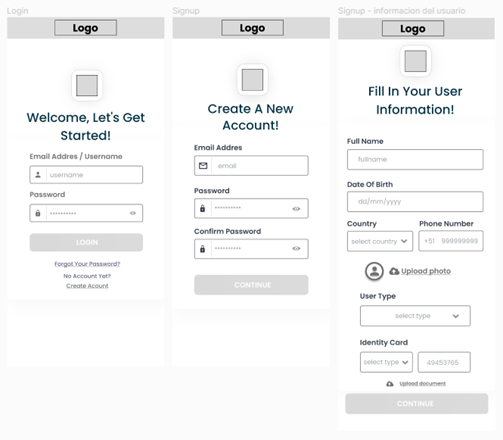 Login
Logo
Welcome, Let's Get
Started!
Email Addres / Username
username
Password
**********
LOGIN
Forgot Your Password?
No Account Yet?
Create Acount
Signup
Logo
Create A New
Account!
Email Addres
email
Password
**********
Confirm Password
**********
CONTINUE
Signup - informacion del usuario
Logo
Fill In Your User
Information!
Full Name
fullname
Date Of Birth
dd/mm/yyyy
Country Phone Number
select country +51 999999999
Upload photo
User Type
select type
Identity Card
select type 49453765
Upload document
CONTINUE